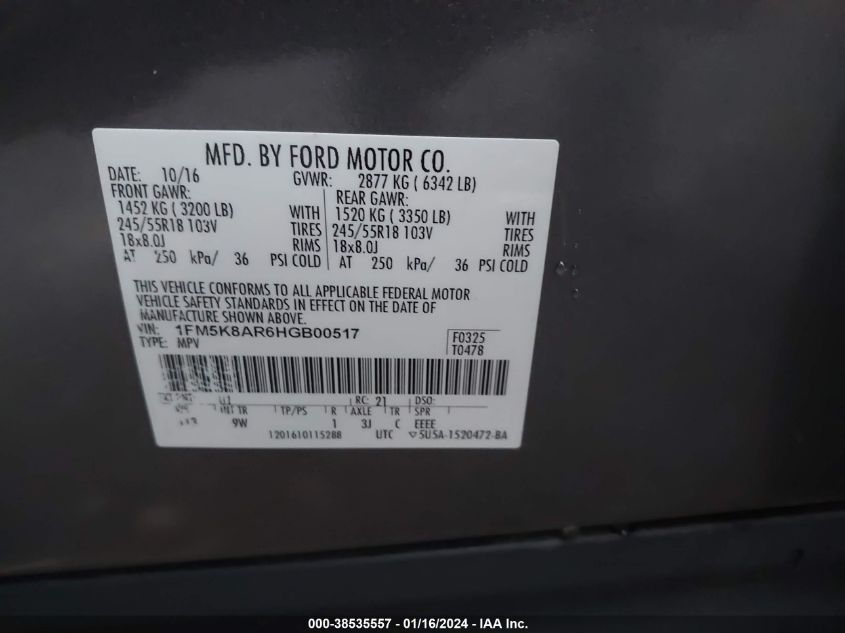 MFD. BY FORD MOTOR CO.
DATE: 10/16 GVWR: 2877 KG ( 6342 LB)
FRONT GAWR: REAR GAWR:
1452 KG ( 3200 LB) WITH 1520 KG ( 3350 LB) WITH
245/55R18 103V TIRES 245/55R18 103V TIRES
18x8.0J RIMS 18x8.0J RIMS
AT 250 kPa/ 36 PSI COLD AT 250 kPa/ 36 PSI COLD
THIS VEHICLE CONFORMS TO ALL APPLICABLE FEDERAL MOTOR
VEHICLE SAFETY STANDARDS IN EFFECT ON THE DATE OF
MANUFACTURE SHOWN ABOVE.
VIN: 1FM5K8AR6HGB00517 F0325
TYPE: MPV T0478
RC: 21 DSO:
INT TR TP/PS R AXLE TR SPR
9W 1 3J C EEEE
1201610115288 UTC ▽5USA-1520472-BA
000-38535557 - 01/16/2024 - IAA Inc.